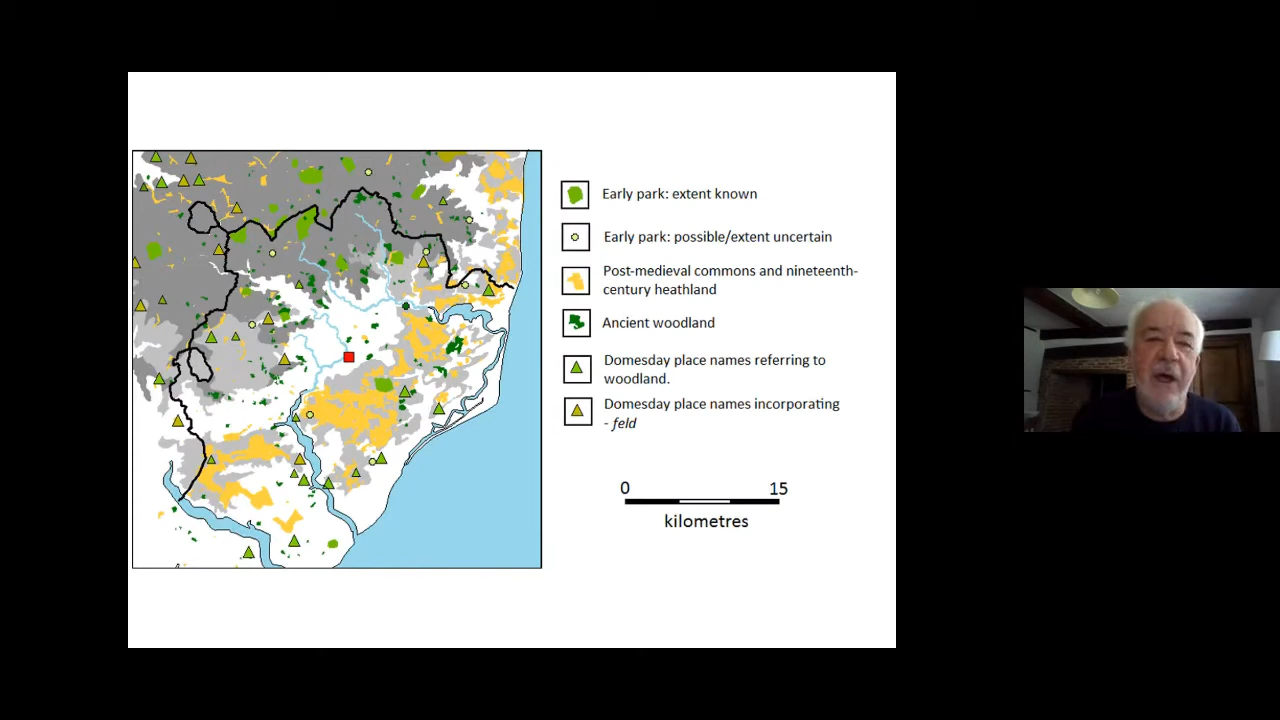 Early park: extent known
Early park: possible/extent uncertain
Post-medieval commons and nineteenth-
century heathland
Ancient woodland
Domesday place names referring to
woodland.
Domesday place names incorporating
- feld
0 15
kilometres